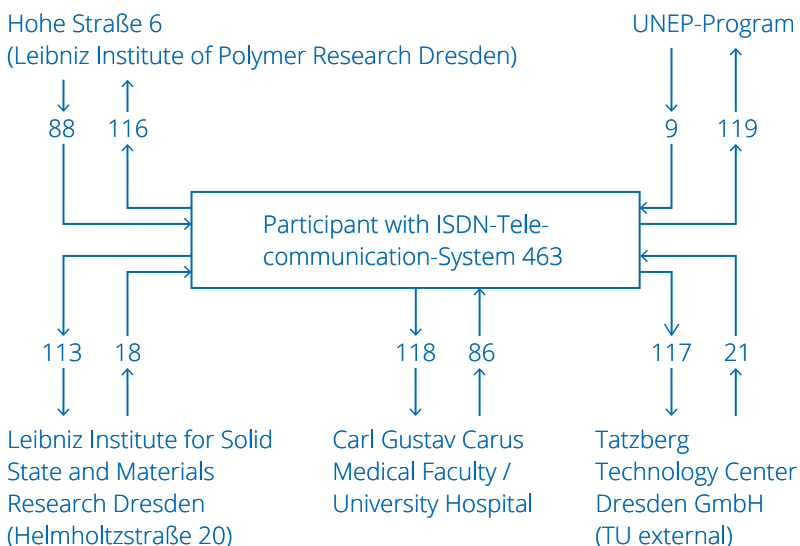 Hohe Straße 6
(Leibniz Institute of Polymer Research Dresden)
UNEP-Program
88
116
9
119
Participant with ISDN-Tele-
communication-System 463
113
18
118
86
117
21
Leibniz Institute for Solid
State and Materials
Research Dresden
(Helmholtzstraße 20)
Carl Gustav Carus
Medical Faculty /
University Hospital
Tatzberg
Technology Center
Dresden GmbH
(TU external)